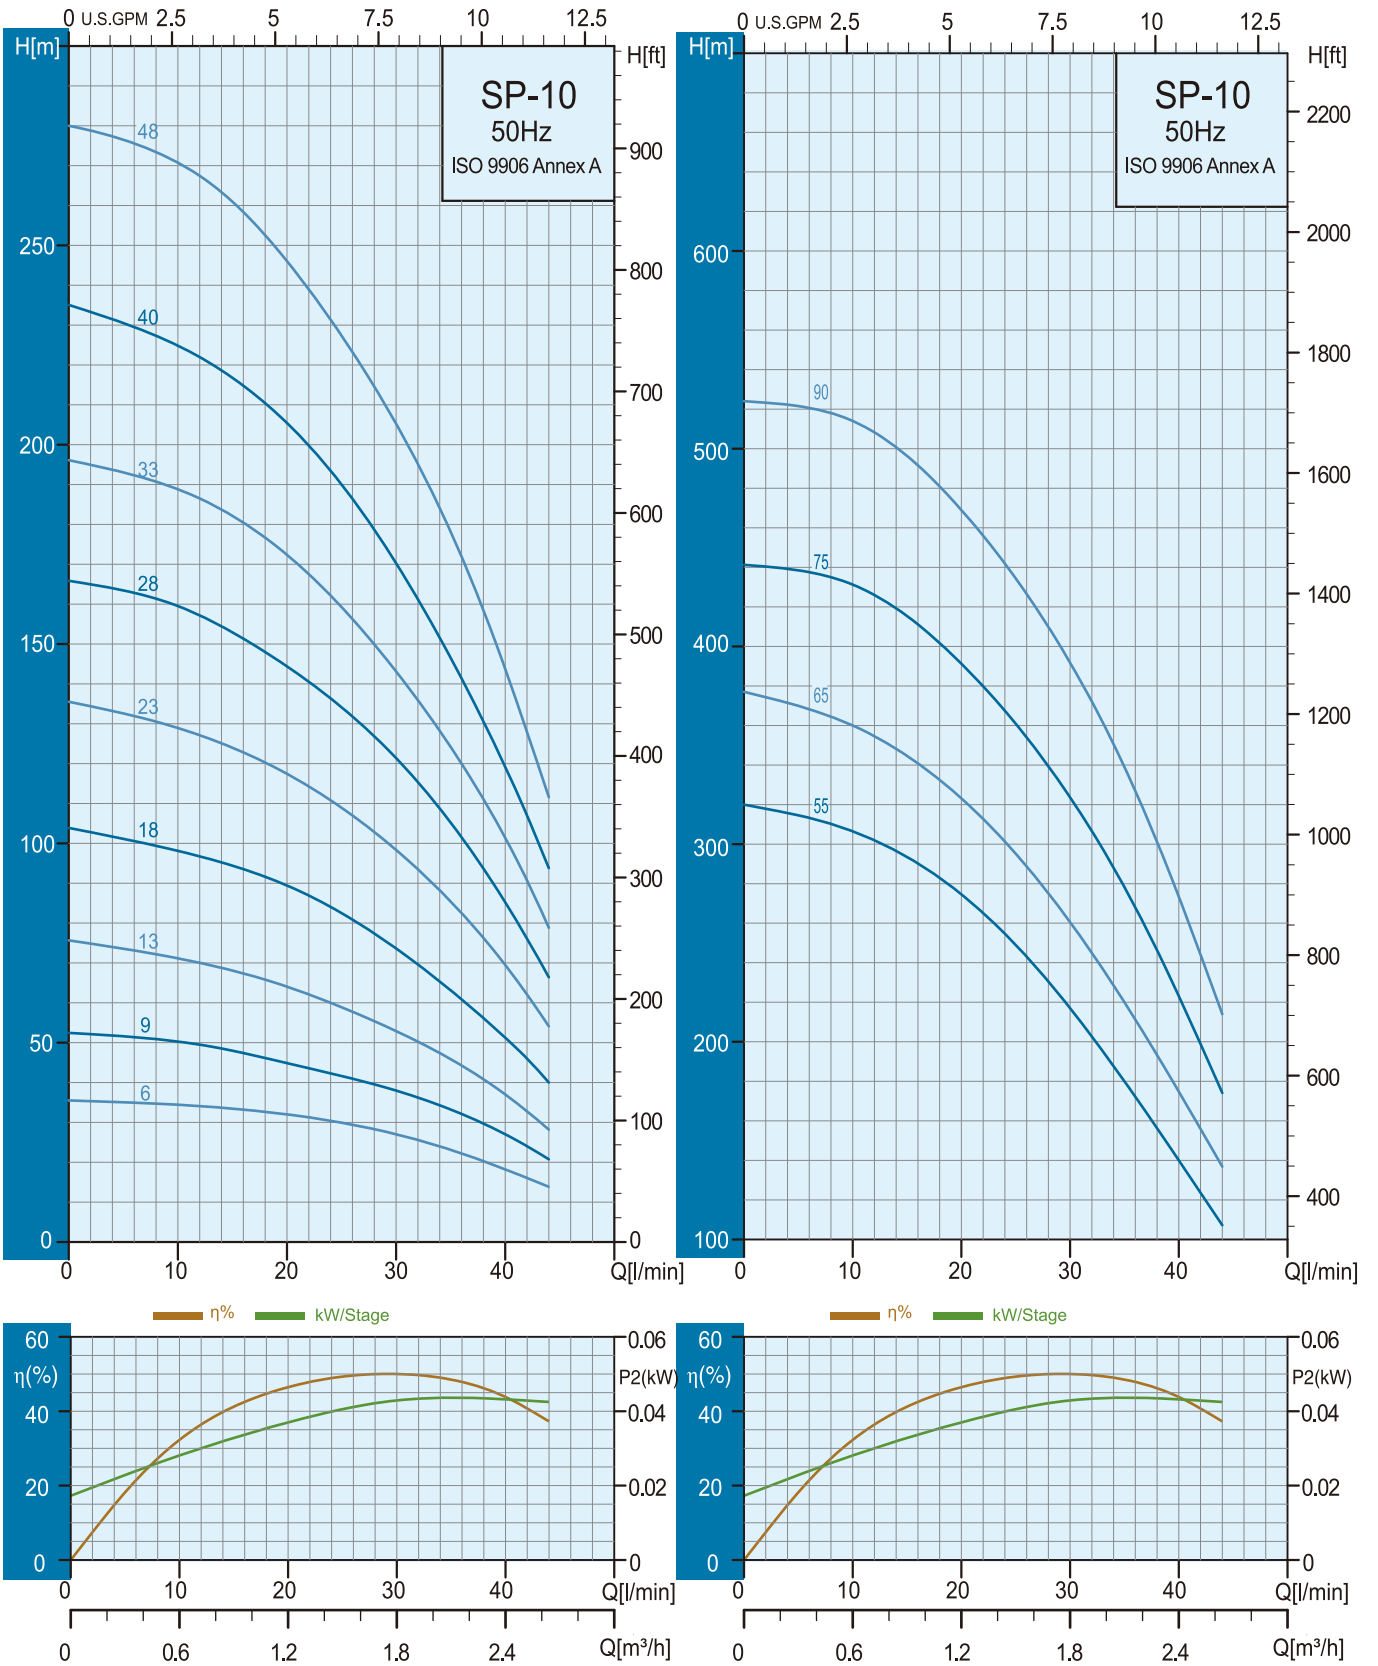 0 U.S.GPM 2.5 5 7.5 10 12.5
H[m] H[ft]
SP-10
50Hz
ISO 9906 Annex A
48
900
250
800
40
700
200
33
600
28
500
150
23
400
18
100
300
13
200
9
50
6
100
0 0
0 10 20 30 40 Q[l/min]
0 U.S.GPM 2.5 5 7.5 10 12.5
H[m] H[ft]
SP-10
50Hz
ISO 9906 Annex A
2200
2000
600
1800
90
500
1600
75
1400
400
65
1200
55
1000
300
800
200
600
400
100
0 10 20 30 40 Q[l/min]
η% kW/Stage
60 0.06
η(%) P2(kW)
40 0.04
20 0.02
0 0
0 10 20 30 40 Q[l/min]
0 0.6 1.2 1.8 2.4 Q[m³/h]
η% kW/Stage
60 0.06
η(%) P2(kW)
40 0.04
20 0.02
0 0
0 10 20 30 40 Q[l/min]
0 0.6 1.2 1.8 2.4 Q[m³/h]